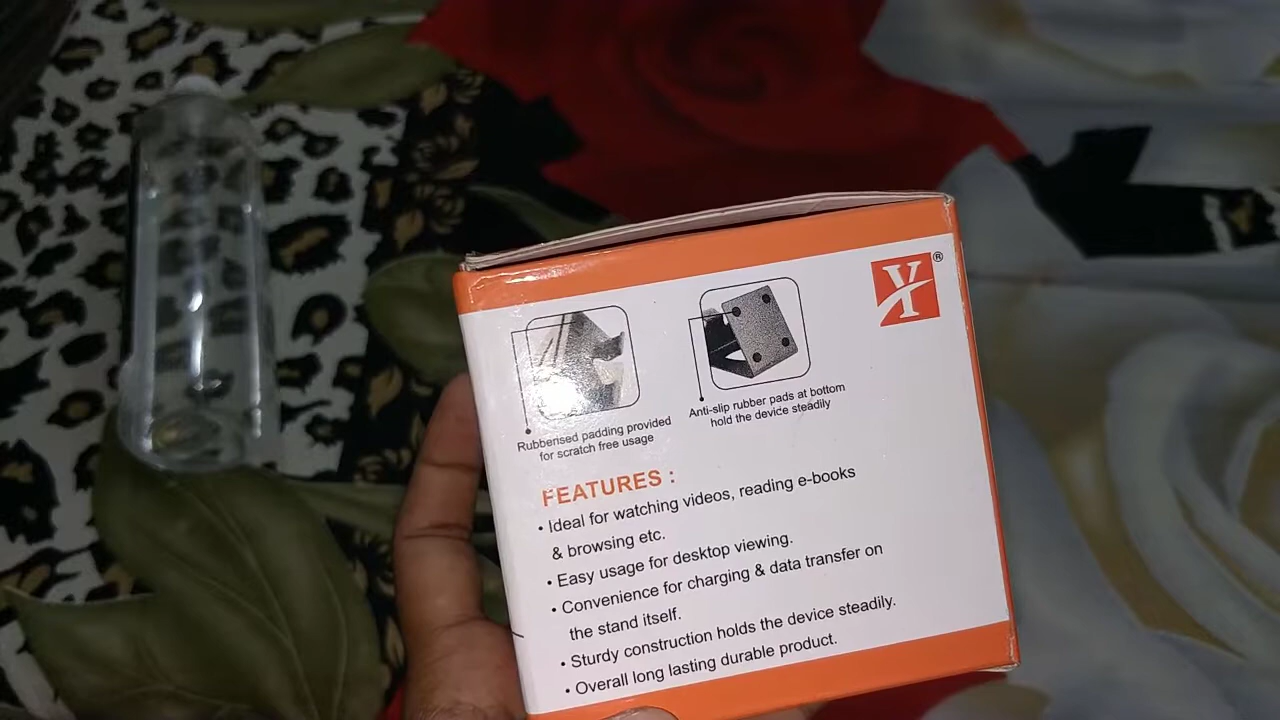 Y®
Rubberised padding provided
for scratch free usage
Anti-slip rubber pads at bottom
hold the device steadily
FEATURES :
• Ideal for watching videos, reading e-books
& browsing etc.
• Easy usage for desktop viewing.
• Convenience for charging & data transfer on
the stand itself.
• Sturdy construction holds the device steadily.
• Overall long lasting durable product.